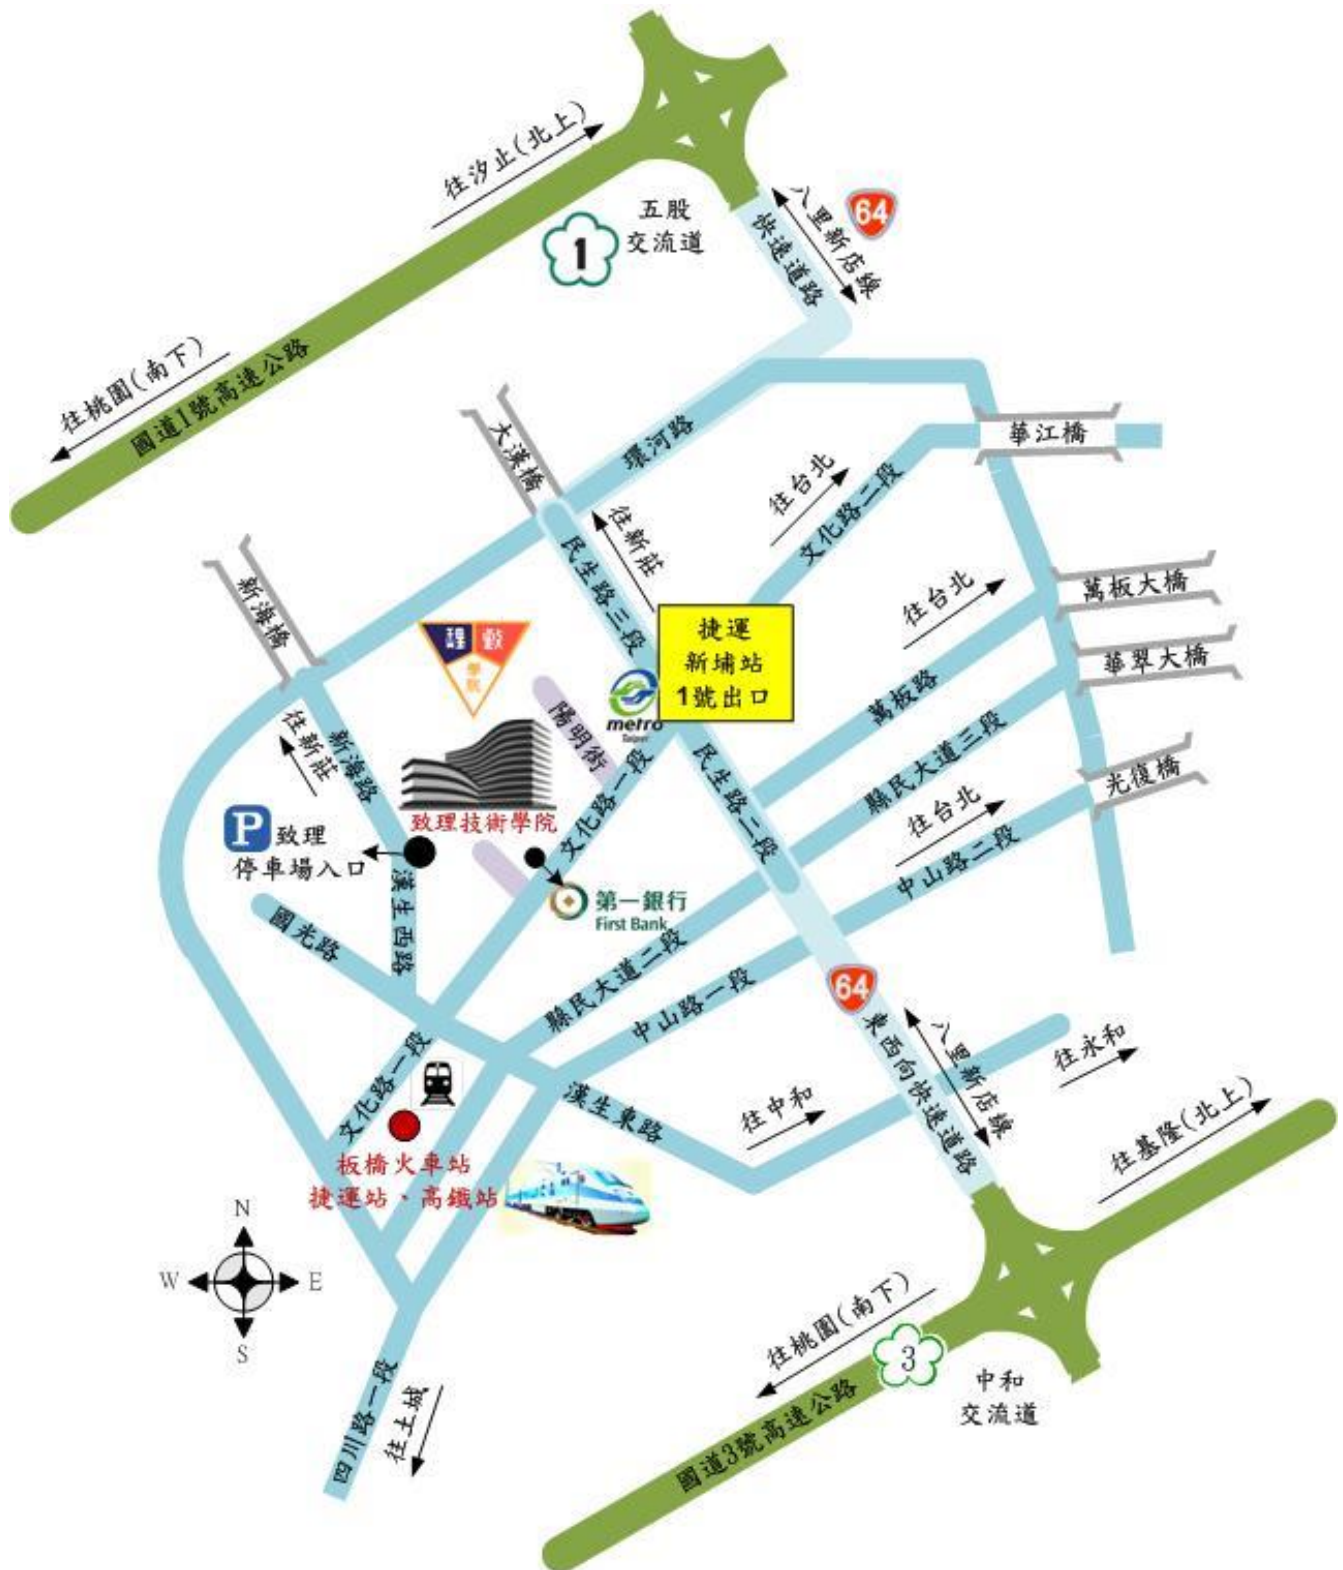 往汐止(北上)
八里新店線
64
五股
交流道
1
快速道路
往桃園(南下)
國道1號高速公路
大漢橋
環河路
華江橋
往台北
文化路二段
往新莊
民生路三段
新海橋
萬板大橋
往台北
捷運
新埔站
1號出口
華翠大橋
理
致
學院
metro
Taipei
陽明街
萬板路
往新莊
新海路
民生路二段
縣民大道三段
光復橋
文化路一段
P
致理
停車場入口
致理技術學院
往台北
中山路二段
漢生西路
第一銀行
First Bank
國光路
縣民大道二段
中山路一段
64
東西向快速道路
八里新店線
往永和
文化路一段
漢生東路
往中和
板橋火車站
捷運站、高鐵站
往基隆(北上)
N
W
E
S
往桃園(南下)
3
中和
交流道
國道3號高速公路
四川路一段
往土城